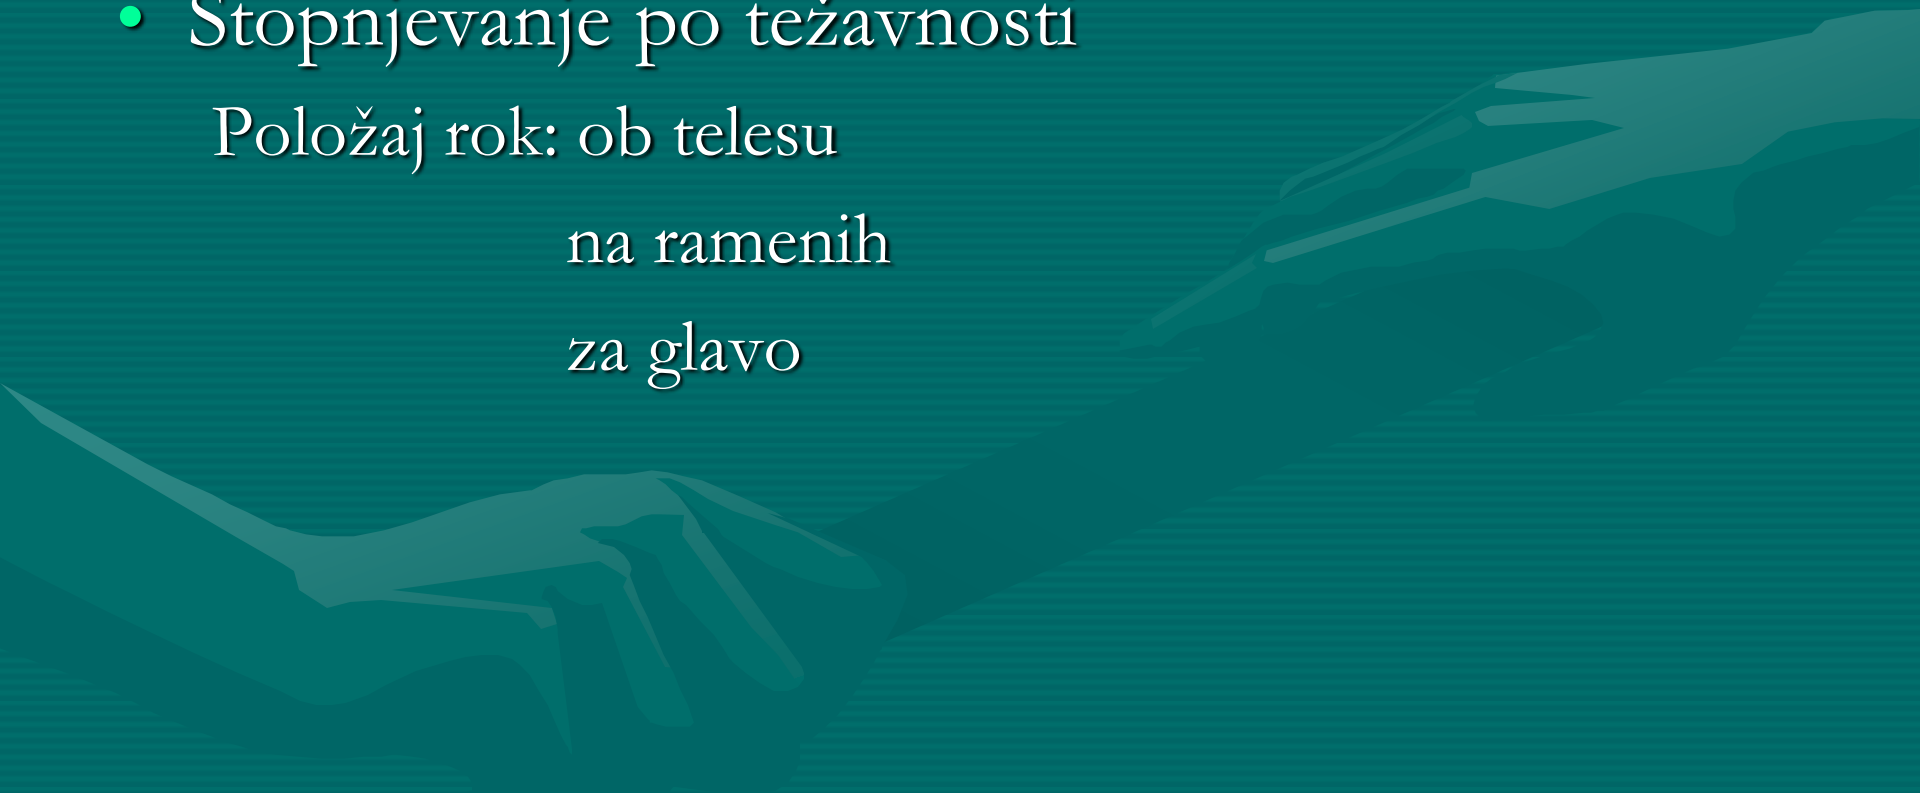 • Stopnjevanje po težavnosti
Položaj rok: ob telesu
na ramenih
za glavo